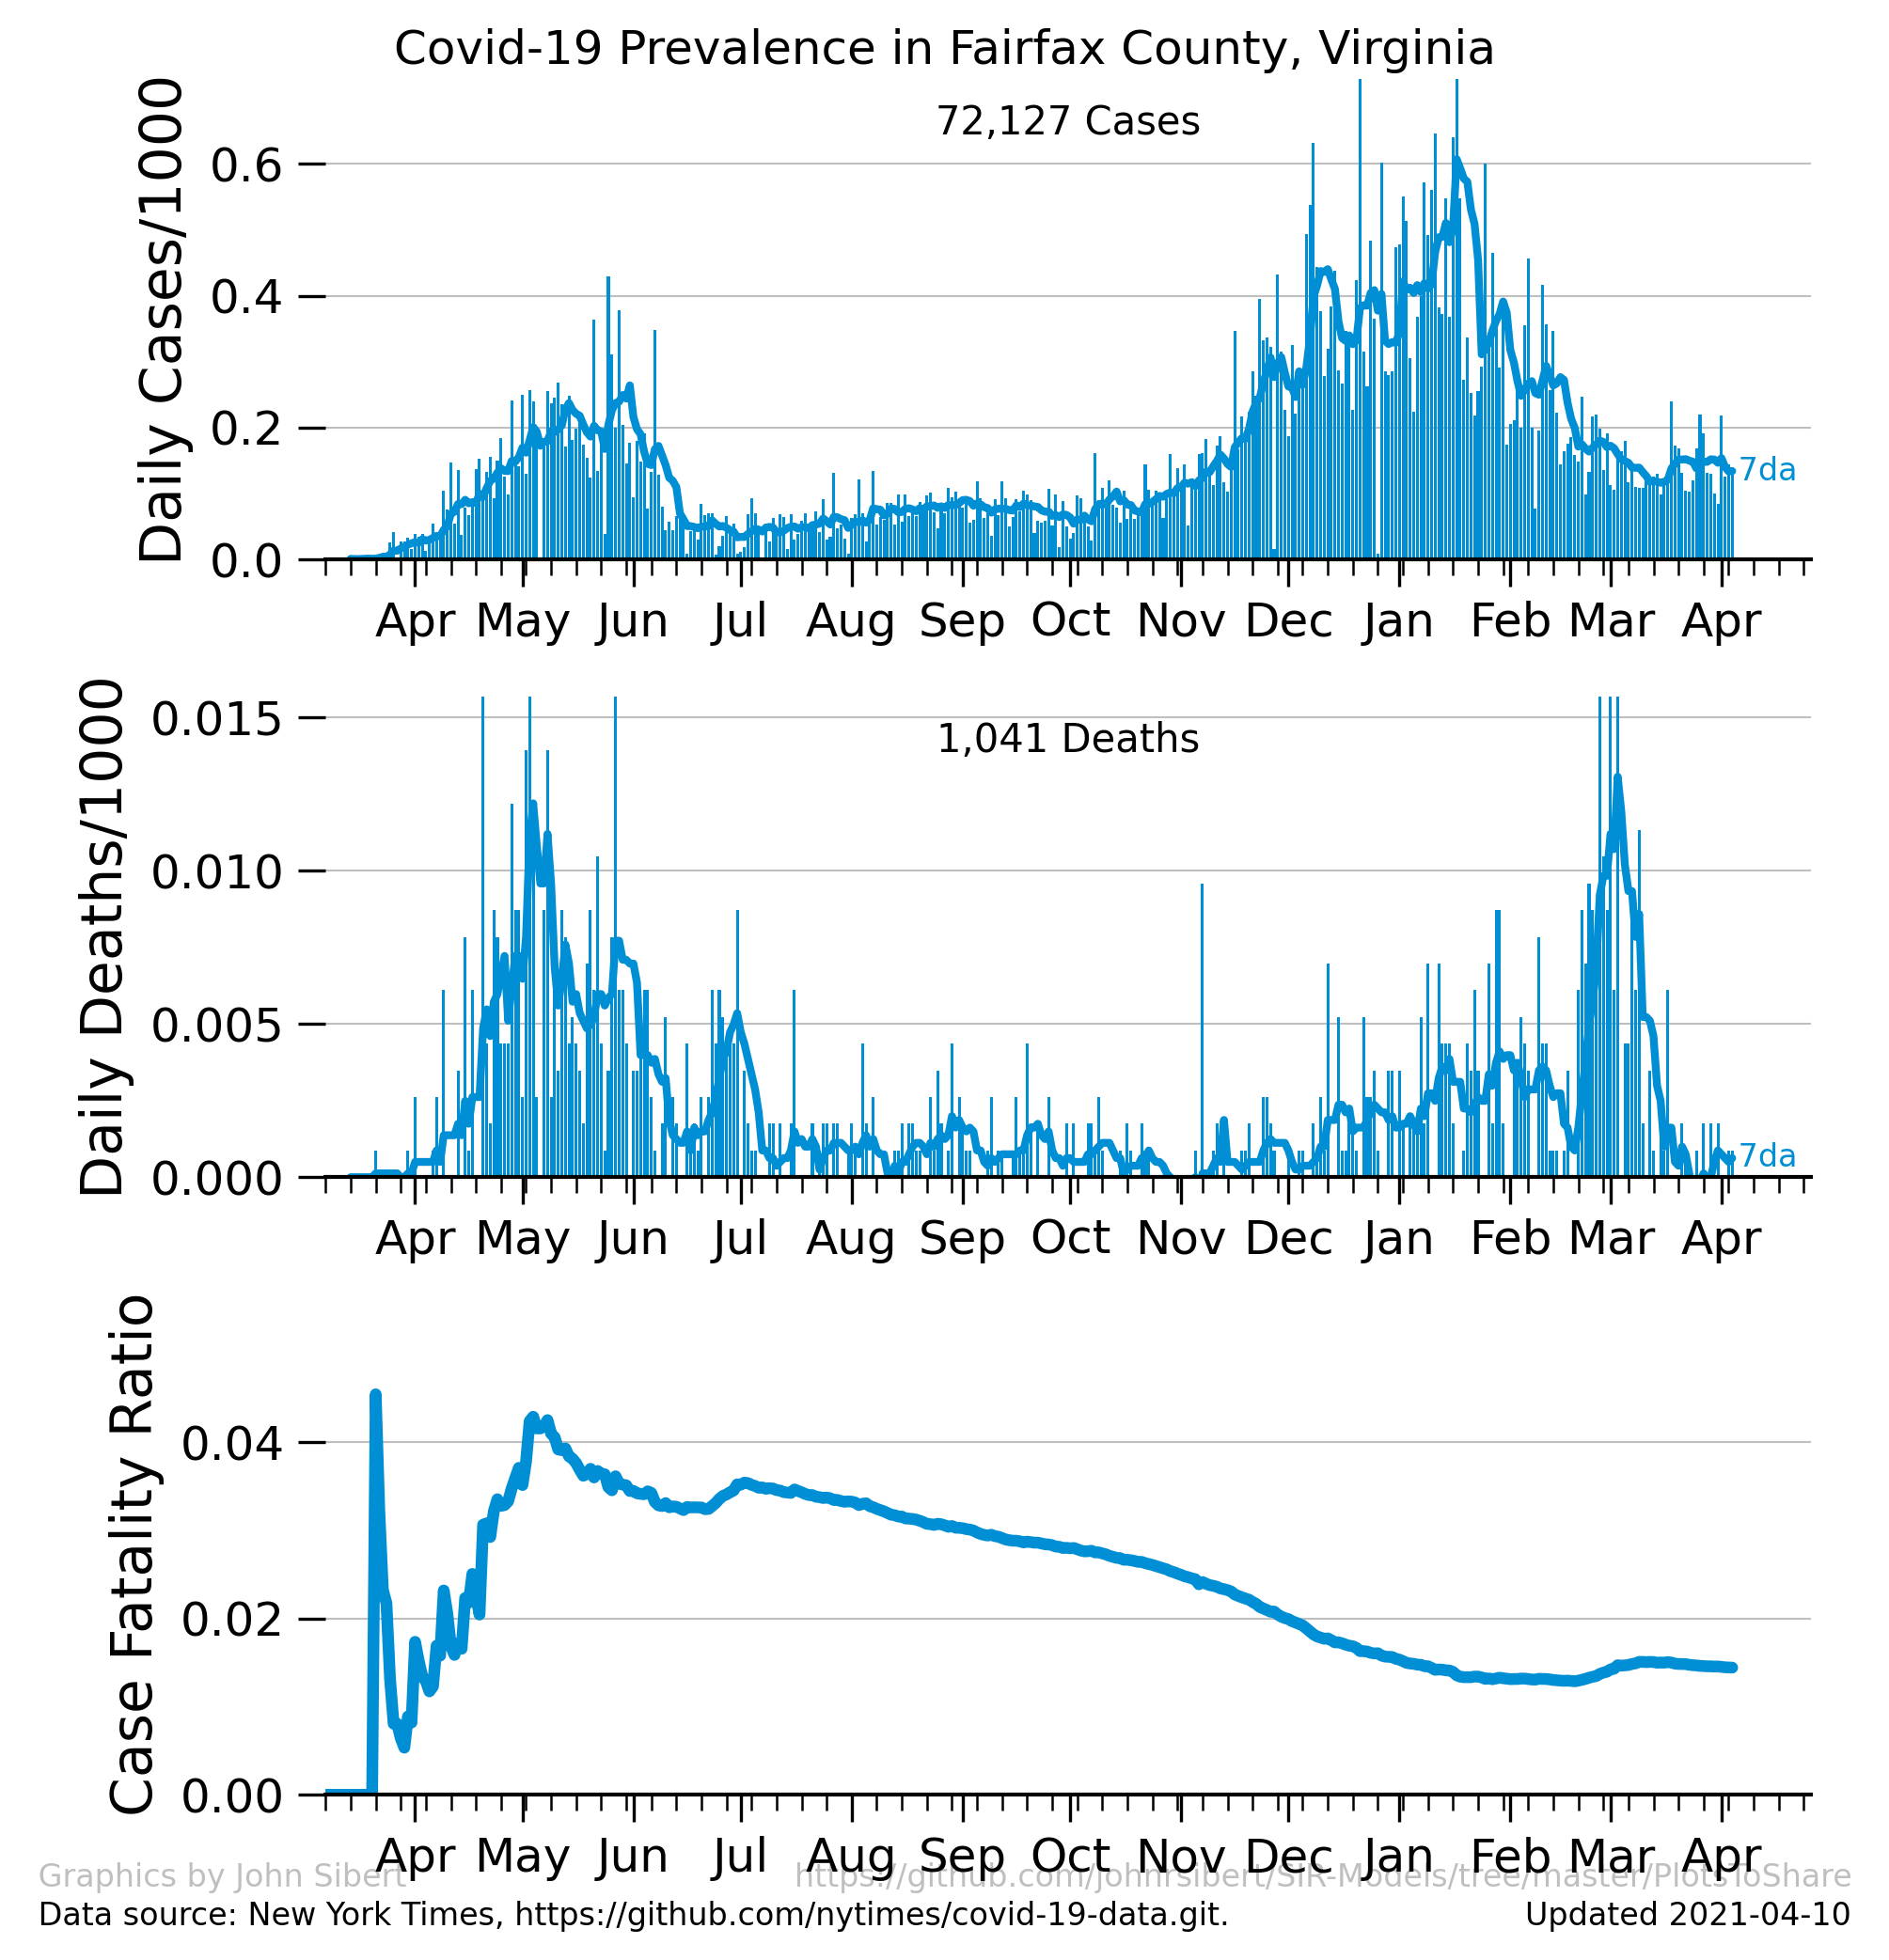 Covid-19 Prevalence in Fairfax County, Virginia
Daily Cases/1000
72,127 Cases
0.6
0.4
0.2
0.0
7da
Apr May Jun Jul Aug Sep Oct Nov Dec Jan Feb Mar Apr
Daily Deaths/1000
1,041 Deaths
0.015
0.010
0.005
0.000
7da
Apr May Jun Jul Aug Sep Oct Nov Dec Jan Feb Mar Apr
Case Fatality Ratio
0.04
0.02
0.00
Apr May Jun Jul Aug Sep Oct Nov Dec Jan Feb Mar Apr
Graphics by John Sibert https://github.com/johnrsibert/SIR-Models/tree/master/PlotsToShare
Data source: New York Times, https://github.com/nytimes/covid-19-data.git. Updated 2021-04-10